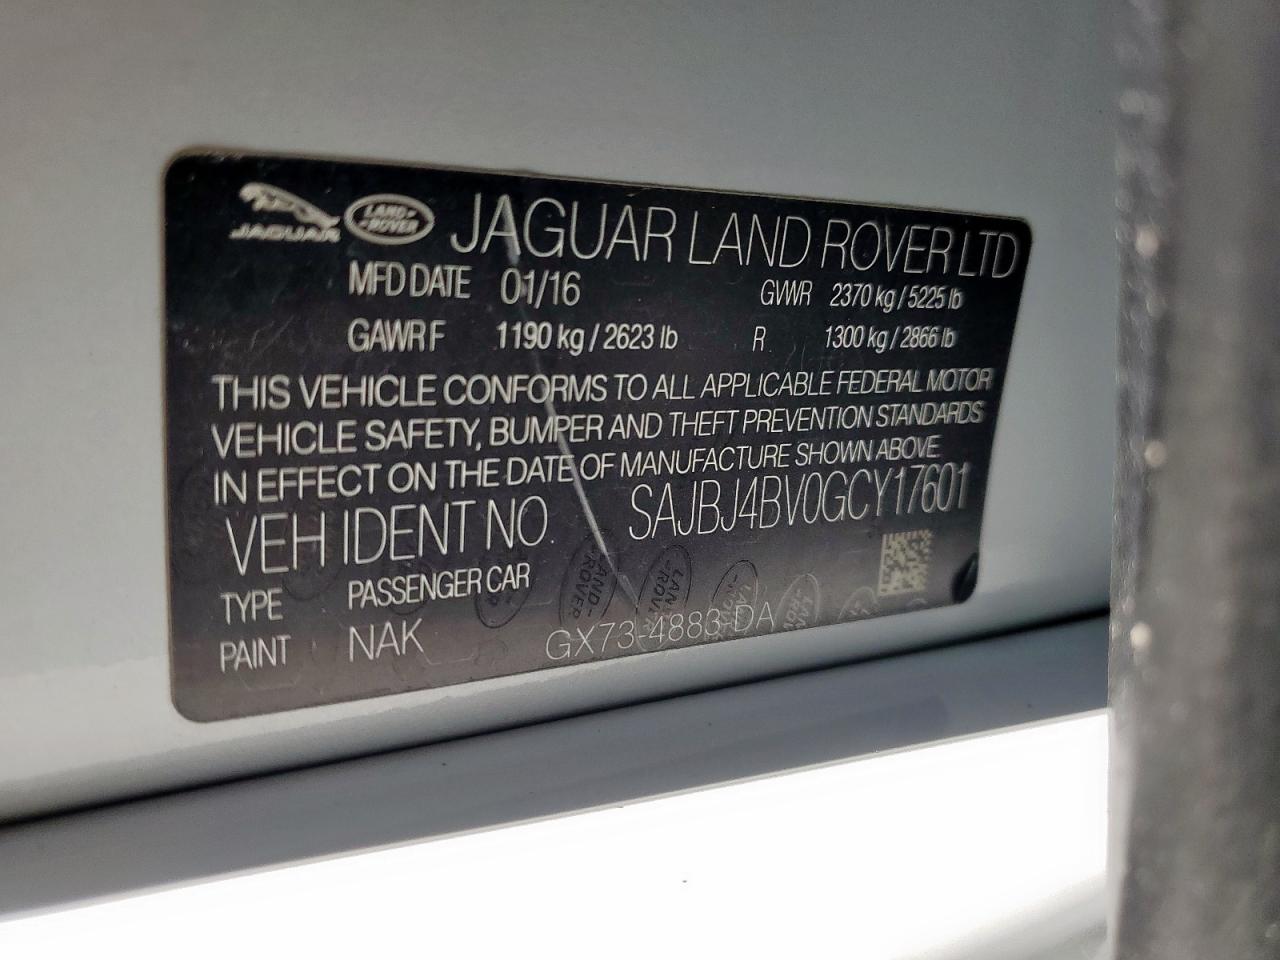 JAGUAR LAND-ROVER JAGUAR LAND ROVER LTD
MFD DATE 01/16 GVWR 2370 kg / 5225 lb
GAWR F 1190 kg / 2623 lb R 1300 kg / 2866 lb
THIS VEHICLE CONFORMS TO ALL APPLICABLE FEDERAL MOTOR
VEHICLE SAFETY, BUMPER AND THEFT PREVENTION STANDARDS
IN EFFECT ON THE DATE OF MANUFACTURE SHOWN ABOVE
VEH IDENT NO. SAJBJ4BV0GCY17601
TYPE PASSENGER CAR
PAINT NAK GX73-4883-DA